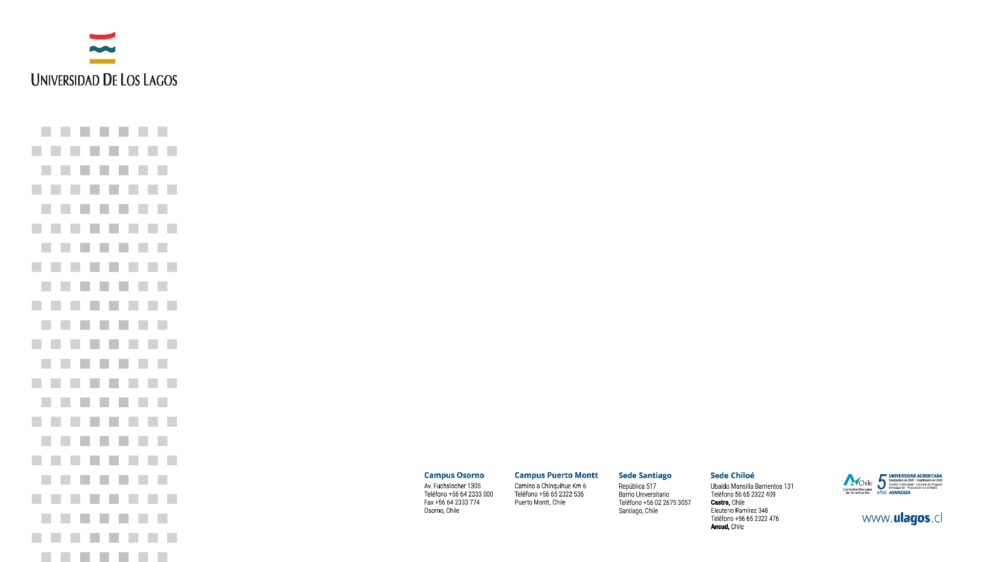 UNIVERSIDAD DE LOS LAGOS
Campus Osorno
Av. Fuchslocher 1305
Teléfono +56 64 2333 000
Fax +56 64 2333 774
Osorno, Chile
Campus Puerto Montt
Camino a Chinquihue Km 6
Teléfono +56 65 2322 536
Puerto Montt, Chile
Sede Santiago
República 517
Barrio Universitario
Teléfono +56 02 2675 3057
Santiago, Chile
Sede Chiloé
Ubaldo Mansilla Barrientos 131
Teléfono 56 65 2322 409
Castro, Chile
Eleuterio Ramírez 348
Teléfono +56 65 2322 476
Ancud, Chile
Chile
Comisión Nacional
de Acreditación
5
años
UNIVERSIDAD ACREDITADA
Septiembre de 2021 - Septiembre de 2026
Gestión Institucional - Docencia de Pregrado
Investigación - Vinculación con el Medio
AVANZADA
www.ulagos.cl